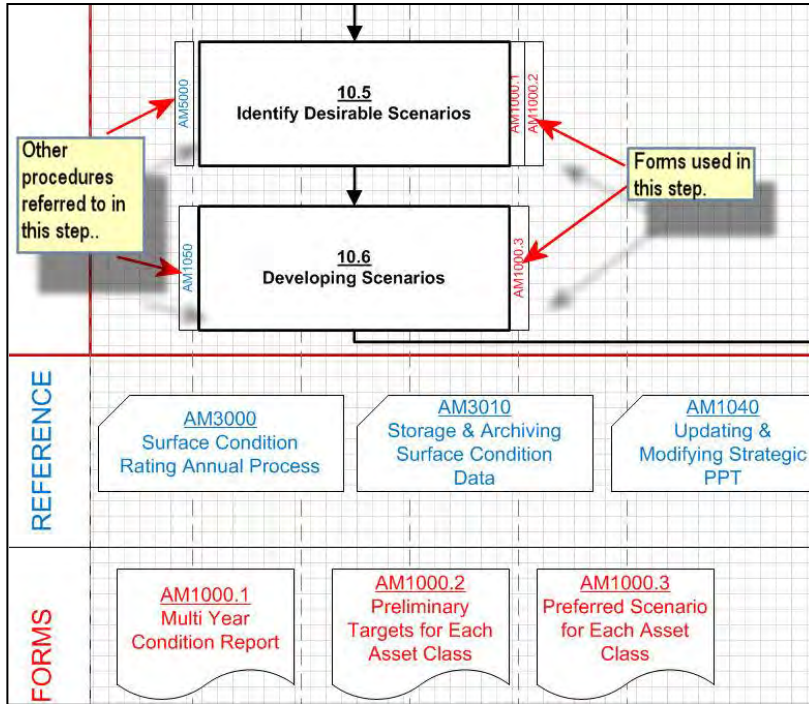 AM5000
10.5
Identify Desirable Scenarios
AM1000.1
AM1000.2
Other
procedures
referred to in
this step..
Forms used in
this step.
AM1050
10.6
Developing Scenarios
AM1000.3
REFERENCE
AM3000
Surface Condition
Rating Annual Process
AM3010
Storage & Archiving
Surface Condition
Data
AM1040
Updating &
Modifying Strategic
PPT
FORMS
AM1000.1
Multi Year
Condition Report
AM1000.2
Preliminary
Targets for Each
Asset Class
AM1000.3
Preferred Scenario
for Each Asset
Class